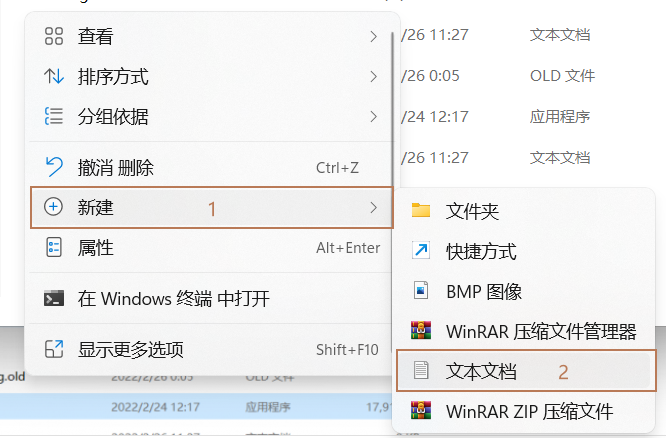 查看
/26 11:27 文本文档
排序方式
/26 0:05 OLD 文件
分组依据
/24 12:17 应用程序
撤消 删除 Ctrl+Z
/26 11:27 文本文档
新建 1
文件夹
属性 Alt+Enter
快捷方式
在 Windows 终端 中打开
BMP 图像
WinRAR 压缩文件管理器
显示更多选项 Shift+F10
文本文档 2
g.old 2022/2/26 0:05 OLD 文件
2022/2/24 12:17 应用程序 17,9
WinRAR ZIP 压缩文件